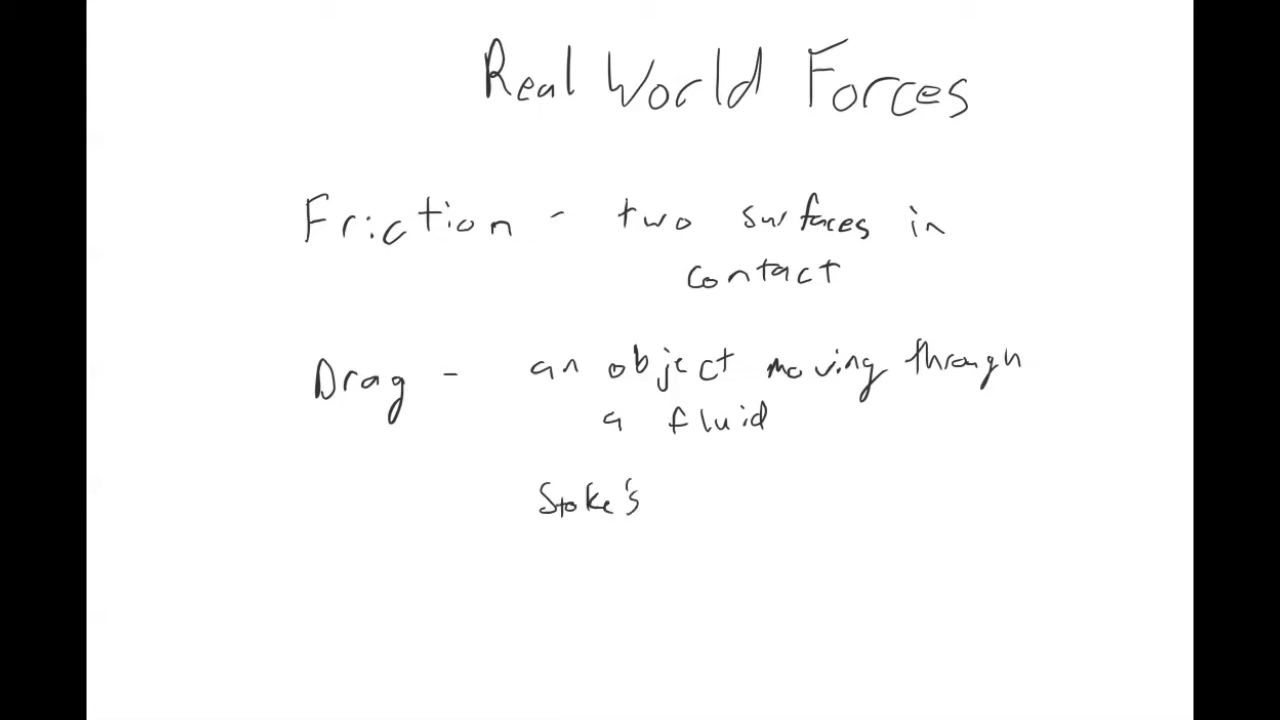 Real World Forces
Friction - two surfaces in
contact
Drag - an object moving through
a fluid
Stoke's